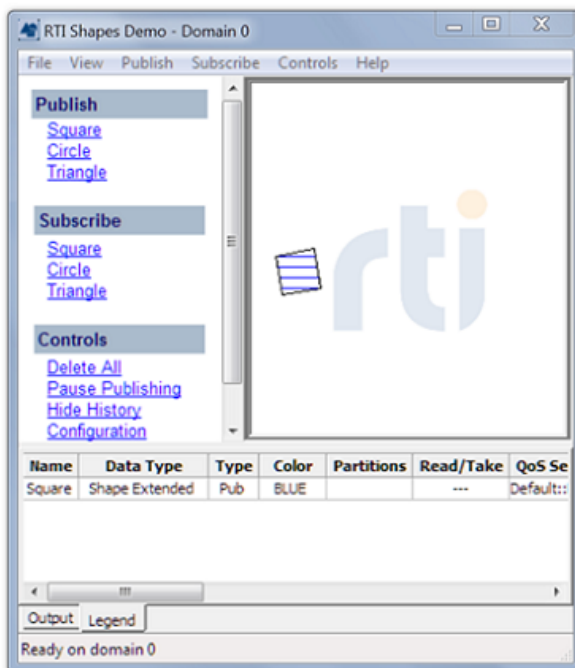 RTI Shapes Demo - Domain 0
File View Publish Subscribe Controls Help
Publish
Square
Circle
Triangle
Subscribe
Square
Circle
Triangle
Controls
Delete All
Pause Publishing
Hide History
Configuration
rti
Name Data Type Type Color Partitions Read/Take QoS Se
Square Shape Extended Pub BLUE --- Default::
Output Legend
Ready on domain 0